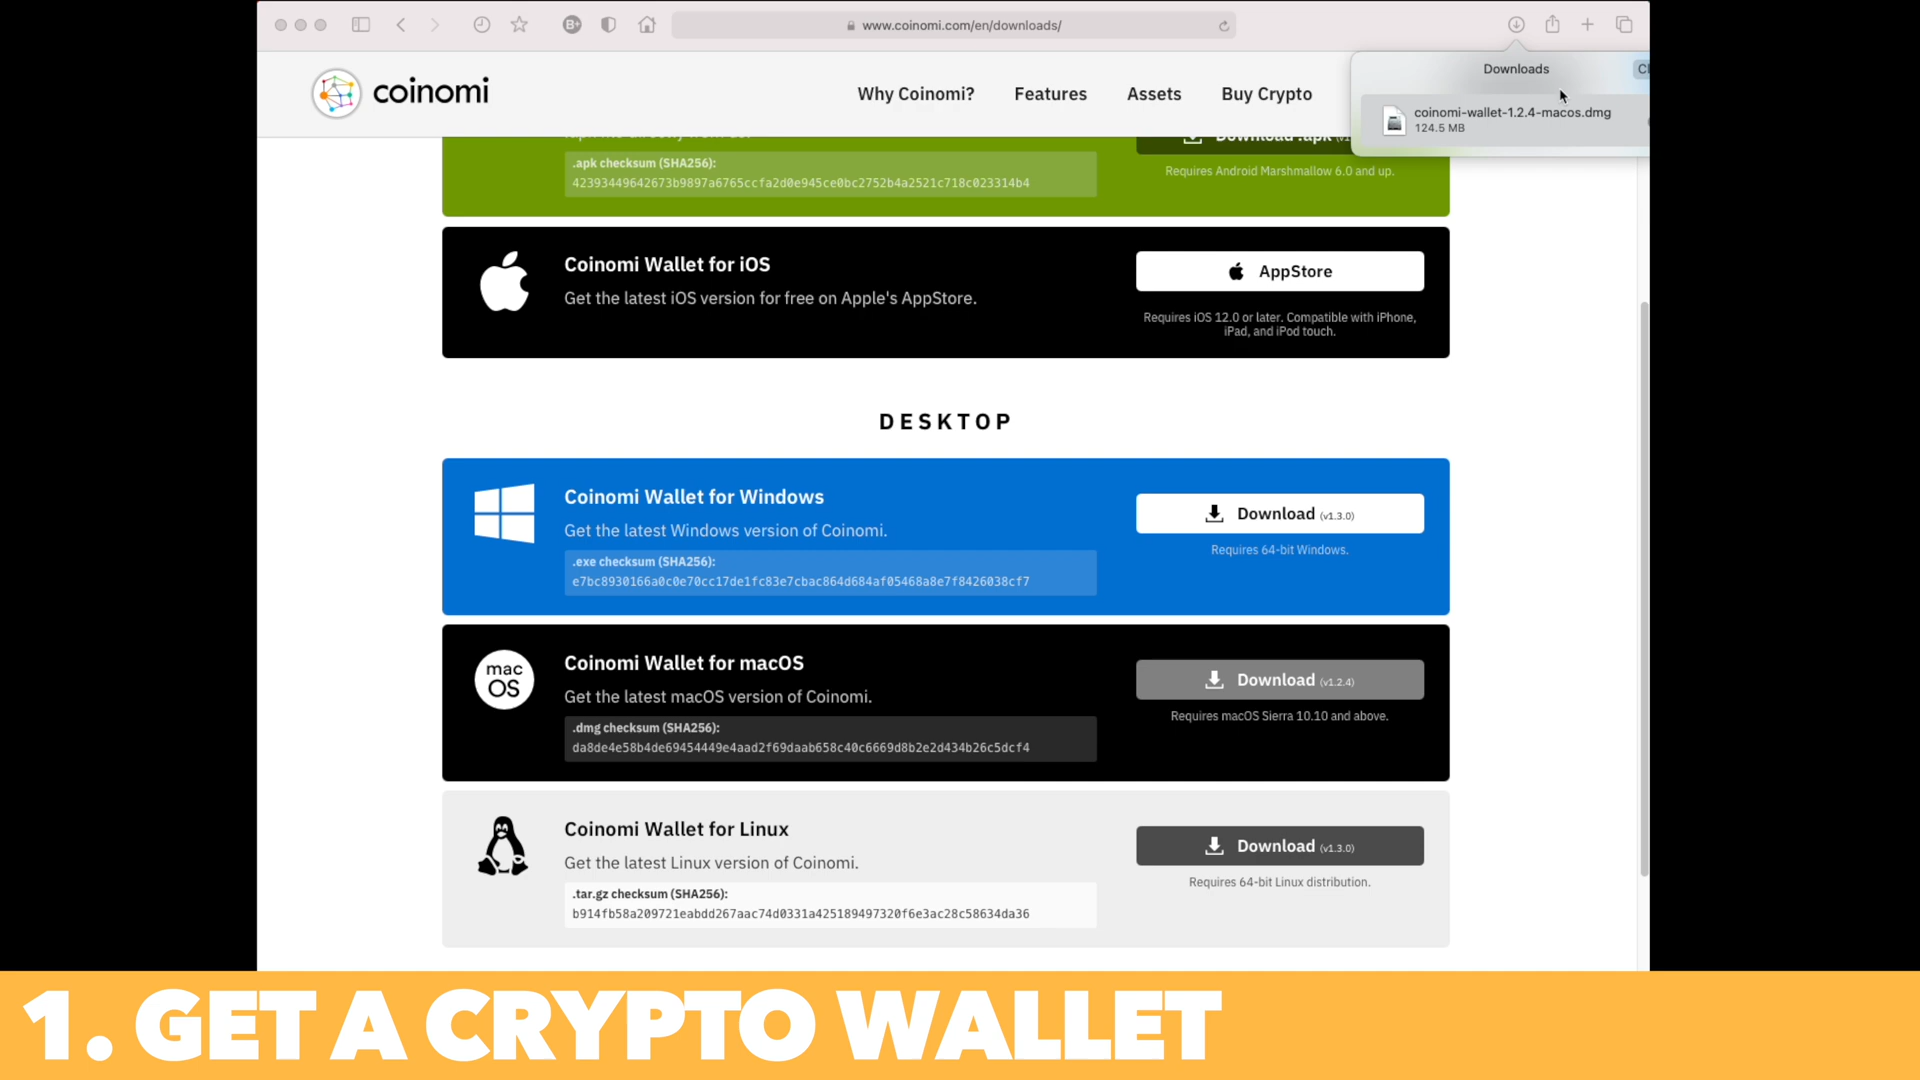 www.coinomi.com/en/downloads/
Downloads
coinomi-wallet-1.2.4-macos.dmg
124.5 MB
coinomi
Why Coinomi?
Features
Assets
Buy Crypto
Download .apk
.apk checksum (SHA256):
42393449642673b9897a6765ccfa2d0e945ce0bc2752b4a2521c718c023314b4
Requires Android Marshmallow 6.0 and up.
Coinomi Wallet for iOS
Get the latest iOS version for free on Apple's AppStore.
AppStore
Requires iOS 12.0 or later. Compatible with iPhone,
iPad, and iPod touch.
DESKTOP
Coinomi Wallet for Windows
Get the latest Windows version of Coinomi.
.exe checksum (SHA256):
e7bc8930166a0c0e70cc17de1fc83e7cbac864d684af05468a8e7f8426038cf7
Download (v1.3.0)
Requires 64-bit Windows.
mac
OS
Coinomi Wallet for macOS
Get the latest macOS version of Coinomi.
.dmg checksum (SHA256):
da8de4e58b4de69454449e4aad2f69daab658c40c6669d8b2e2d434b26c5dcf4
Download (v1.2.4)
Requires macOS Sierra 10.10 and above.
Coinomi Wallet for Linux
Get the latest Linux version of Coinomi.
.tar.gz checksum (SHA256):
b914fb58a209721eabdd267aac74d0331a425189497320f6e3ac28c58634da36
Download (v1.3.0)
Requires 64-bit Linux distribution.
1. GET A CRYPTO WALLET